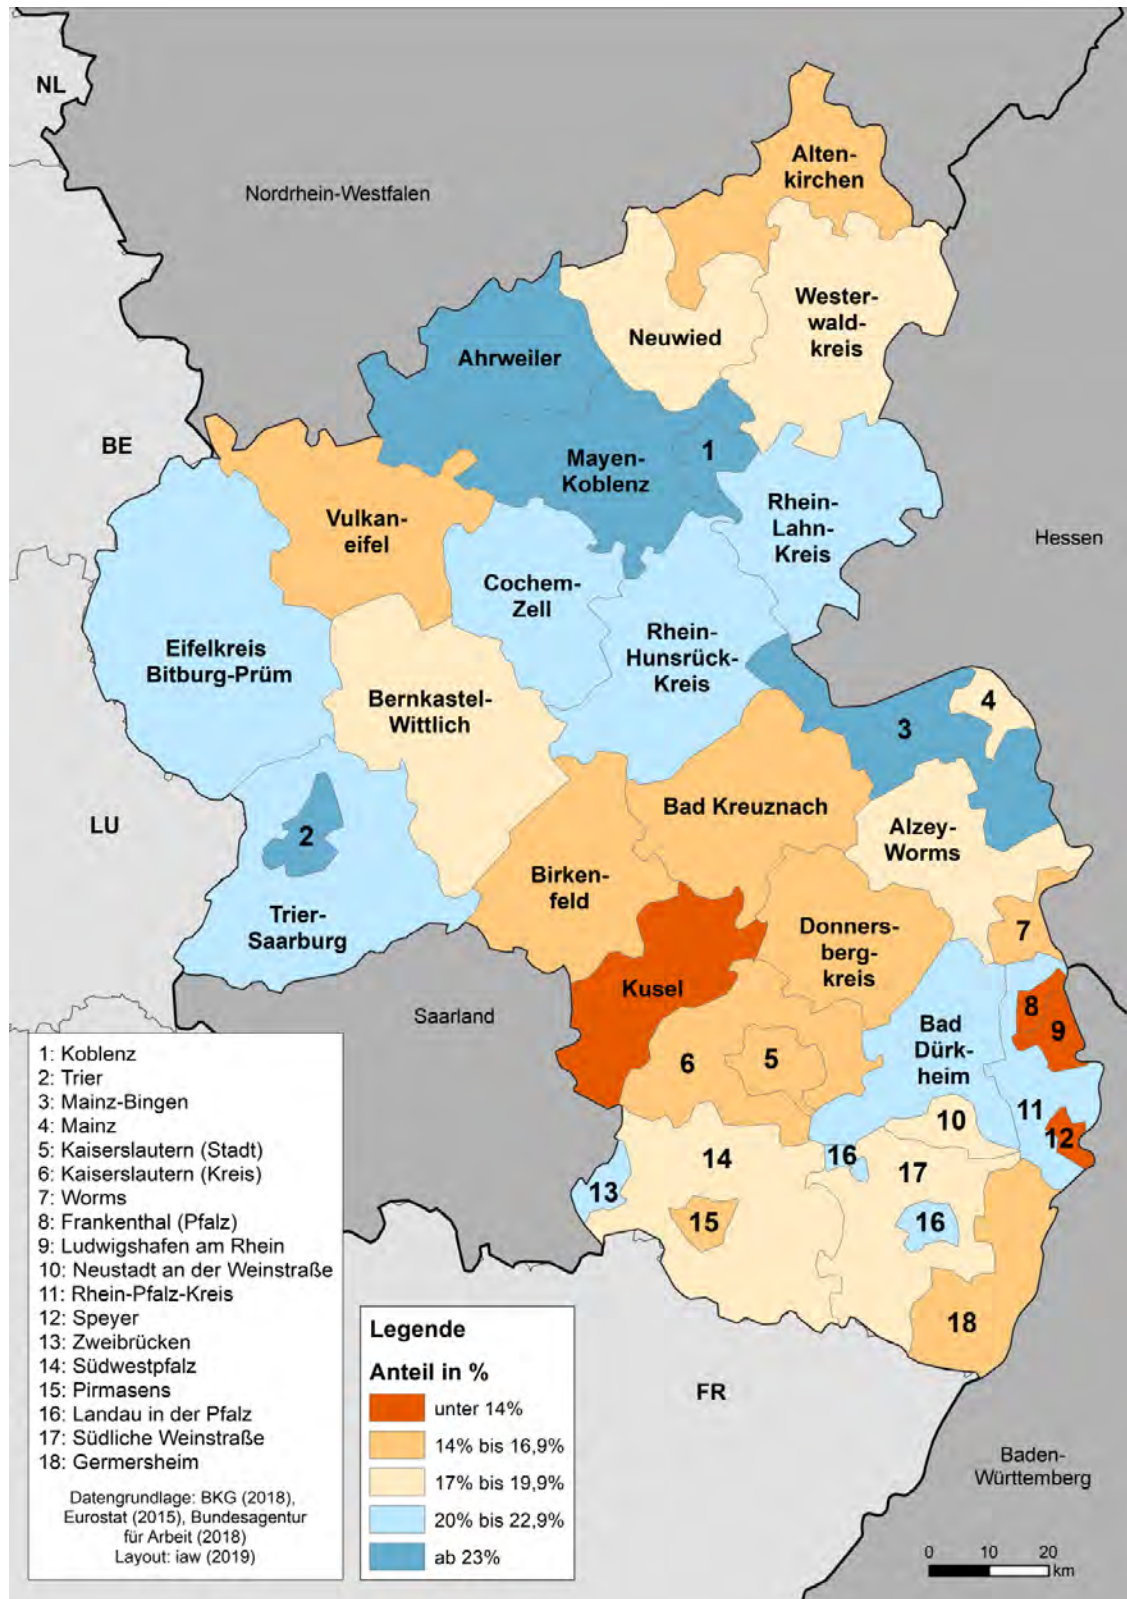 NL
Nordrhein-Westfalen
Alten-
kirchen
Wester-
wald-
kreis
Neuwied
Ahrweiler
BE
Mayen-
Koblenz
1
Rhein-
Lahn-
Kreis
Hessen
Vulkan-
eifel
Cochem-
Zell
Eifelkreis
Bitburg-Prüm
Rhein-
Hunsrück-
Kreis
Bernkastel-
Wittlich
4
3
LU
2
Bad Kreuznach
Alzey-
Worms
Birken-
feld
Trier-
Saarburg
Donners-
berg-
kreis
7
Kusel
Saarland
8
9
Bad
Dürk-
heim
6
5
11
10
12
14
16
17
13
15
16
18
FR
Baden-
Württemberg
1: Koblenz
2: Trier
3: Mainz-Bingen
4: Mainz
5: Kaiserslautern (Stadt)
6: Kaiserslautern (Kreis)
7: Worms
8: Frankenthal (Pfalz)
9: Ludwigshafen am Rhein
10: Neustadt an der Weinstraße
11: Rhein-Pfalz-Kreis
12: Speyer
13: Zweibrücken
14: Südwestpfalz
15: Pirmasens
16: Landau in der Pfalz
17: Südliche Weinstraße
18: Germersheim
Datengrundlage: BKG (2018),
Eurostat (2015), Bundesagentur
für Arbeit (2018)
Layout: iaw (2019)
Legende
Anteil in %
unter 14%
14% bis 16,9%
17% bis 19,9%
20% bis 22,9%
ab 23%
0 10 20
km